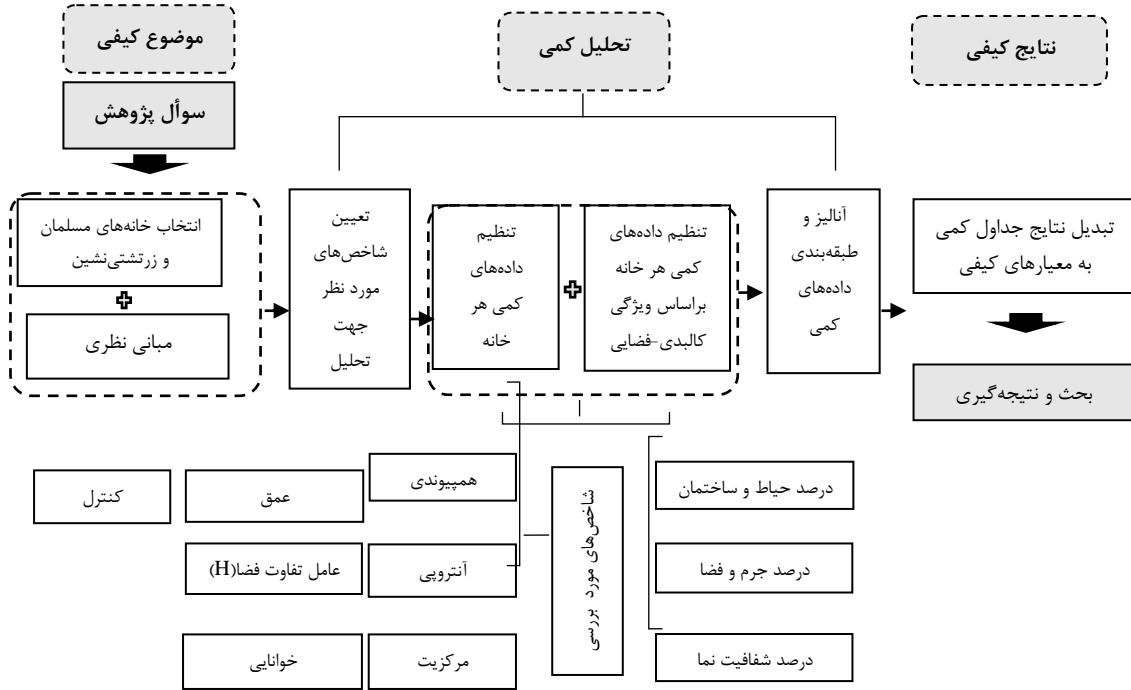 موضوع کیفی
تحلیل کمی
نتایج کیفی
سوأل پژوهش
انتخاب خانه‌های مسلمان
و زرتشتی‌نشین
مبانی نظری
تعیین
شاخص‌های
مورد نظر
جهت
تحلیل
تنظیم
داده‌های
کمی هر
خانه
تنظیم داده‌های
کمی هر خانه
براساس ویژگی
کالبدی-فضایی
آنالیز و
طبقه‌بندی
داده‌های
کمی
تبدیل نتایج جداول کمی
به معیارهای کیفی
بحث و نتیجه‌گیری
شاخص‌های مورد بررسی
درصد حیاط و ساختمان
درصد جرم و فضا
درصد شفافیت نما
همپیوندی
عمق
کنترل
آنتروپی
عامل تفاوت فضا(H)
مرکزیت
خوانایی